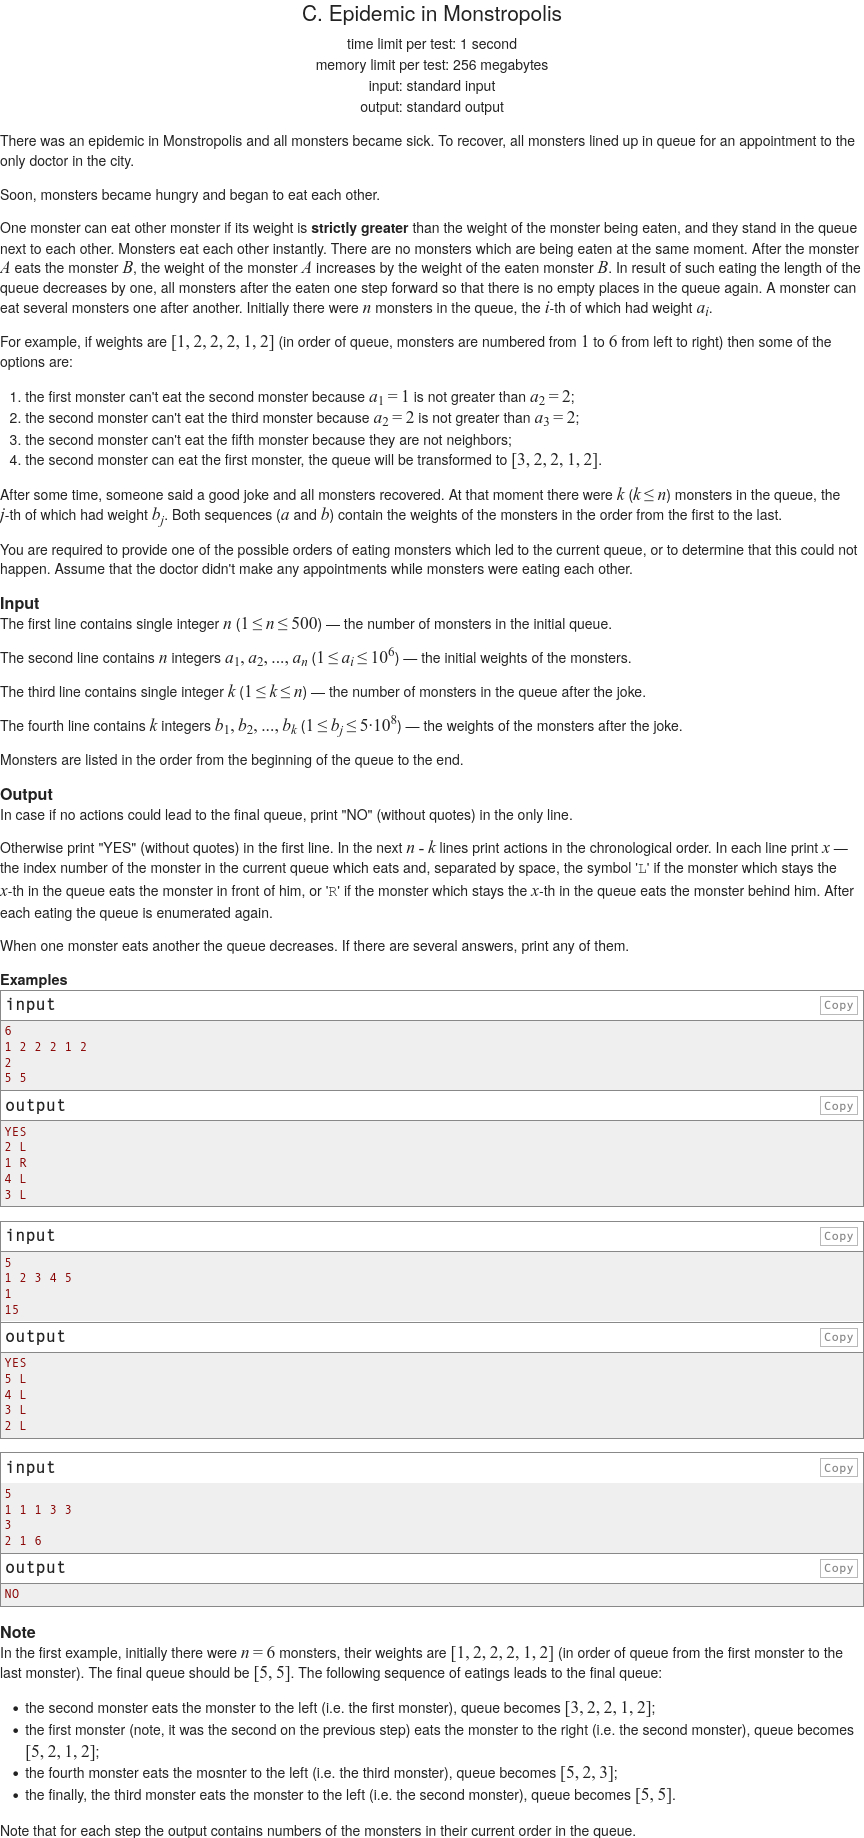 C. Epidemic in Monstropolis
time limit per test: 1 second
memory limit per test: 256 megabytes
input: standard input
output: standard output
There was an epidemic in Monstropolis and all monsters became sick. To recover, all monsters lined up in queue for an appointment to the
only doctor in the city.
Soon, monsters became hungry and began to eat each other.
One monster can eat other monster if its weight is strictly greater than the weight of the monster being eaten, and they stand in the queue
next to each other. Monsters eat each other instantly. There are no monsters which are being eaten at the same moment. After the monster
A eats the monster B, the weight of the monster A increases by the weight of the eaten monster B. In result of such eating the length of the
queue decreases by one, all monsters after the eaten one step forward so that there is no empty places in the queue again. A monster can
eat several monsters one after another. Initially there were n monsters in the queue, the i-th of which had weight a_i.
For example, if weights are [1, 2, 2, 2, 1, 2] (in order of queue, monsters are numbered from 1 to 6 from left to right) then some of the
options are:
1. the first monster can't eat the second monster because a_1 = 1 is not greater than a_2 = 2;
2. the second monster can't eat the third monster because a_2 = 2 is not greater than a_3 = 2;
3. the second monster can't eat the fifth monster because they are not neighbors;
4. the second monster can eat the first monster, the queue will be transformed to [3, 2, 2, 1, 2].
After some time, someone said a good joke and all monsters recovered. At that moment there were k (k ≤ n) monsters in the queue, the
j-th of which had weight b_j. Both sequences (a and b) contain the weights of the monsters in the order from the first to the last.
You are required to provide one of the possible orders of eating monsters which led to the current queue, or to determine that this could not
happen. Assume that the doctor didn't make any appointments while monsters were eating each other.
Input
The first line contains single integer n (1 ≤ n ≤ 500) — the number of monsters in the initial queue.
The second line contains n integers a_1, a_2, ..., a_n (1 ≤ a_i ≤ 10^6) — the initial weights of the monsters.
The third line contains single integer k (1 ≤ k ≤ n) — the number of monsters in the queue after the joke.
The fourth line contains k integers b_1, b_2, ..., b_k (1 ≤ b_j ≤ 5·10^8) — the weights of the monsters after the joke.
Monsters are listed in the order from the beginning of the queue to the end.
Output
In case if no actions could lead to the final queue, print "NO" (without quotes) in the only line.
Otherwise print "YES" (without quotes) in the first line. In the next n - k lines print actions in the chronological order. In each line print x —
the index number of the monster in the current queue which eats and, separated by space, the symbol 'L' if the monster which stays the
x-th in the queue eats the monster in front of him, or 'R' if the monster which stays the x-th in the queue eats the monster behind him. After
each eating the queue is enumerated again.
When one monster eats another the queue decreases. If there are several answers, print any of them.
Examples
input Copy
6
1 2 2 2 1 2
2
5 5
output Copy
YES
2 L
1 R
4 L
3 L
input Copy
5
1 2 3 4 5
1
15
output Copy
YES
5 L
4 L
3 L
2 L
input Copy
5
1 1 1 3 3
3
2 1 6
output Copy
NO
Note
In the first example, initially there were n = 6 monsters, their weights are [1, 2, 2, 2, 1, 2] (in order of queue from the first monster to the
last monster). The final queue should be [5, 5]. The following sequence of eatings leads to the final queue:
• the second monster eats the monster to the left (i.e. the first monster), queue becomes [3, 2, 2, 1, 2];
• the first monster (note, it was the second on the previous step) eats the monster to the right (i.e. the second monster), queue becomes
[5, 2, 1, 2];
• the fourth monster eats the mosnter to the left (i.e. the third monster), queue becomes [5, 2, 3];
• the finally, the third monster eats the monster to the left (i.e. the second monster), queue becomes [5, 5].
Note that for each step the output contains numbers of the monsters in their current order in the queue.